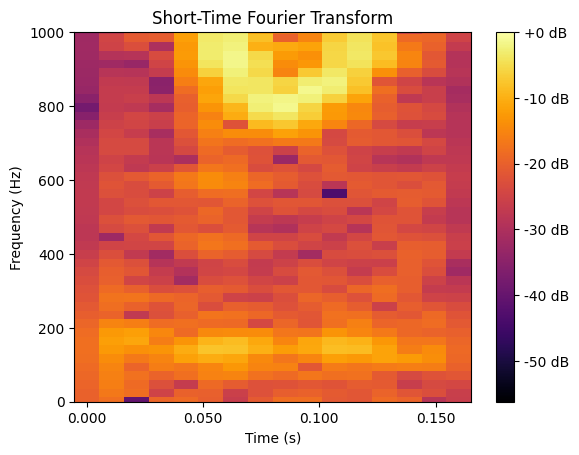 Short-Time Fourier Transform
1000
800
600
400
200
0
Frequency (Hz)
0.000
0.050
0.100
0.150
Time (s)
+0 dB
-10 dB
-20 dB
-30 dB
-40 dB
-50 dB